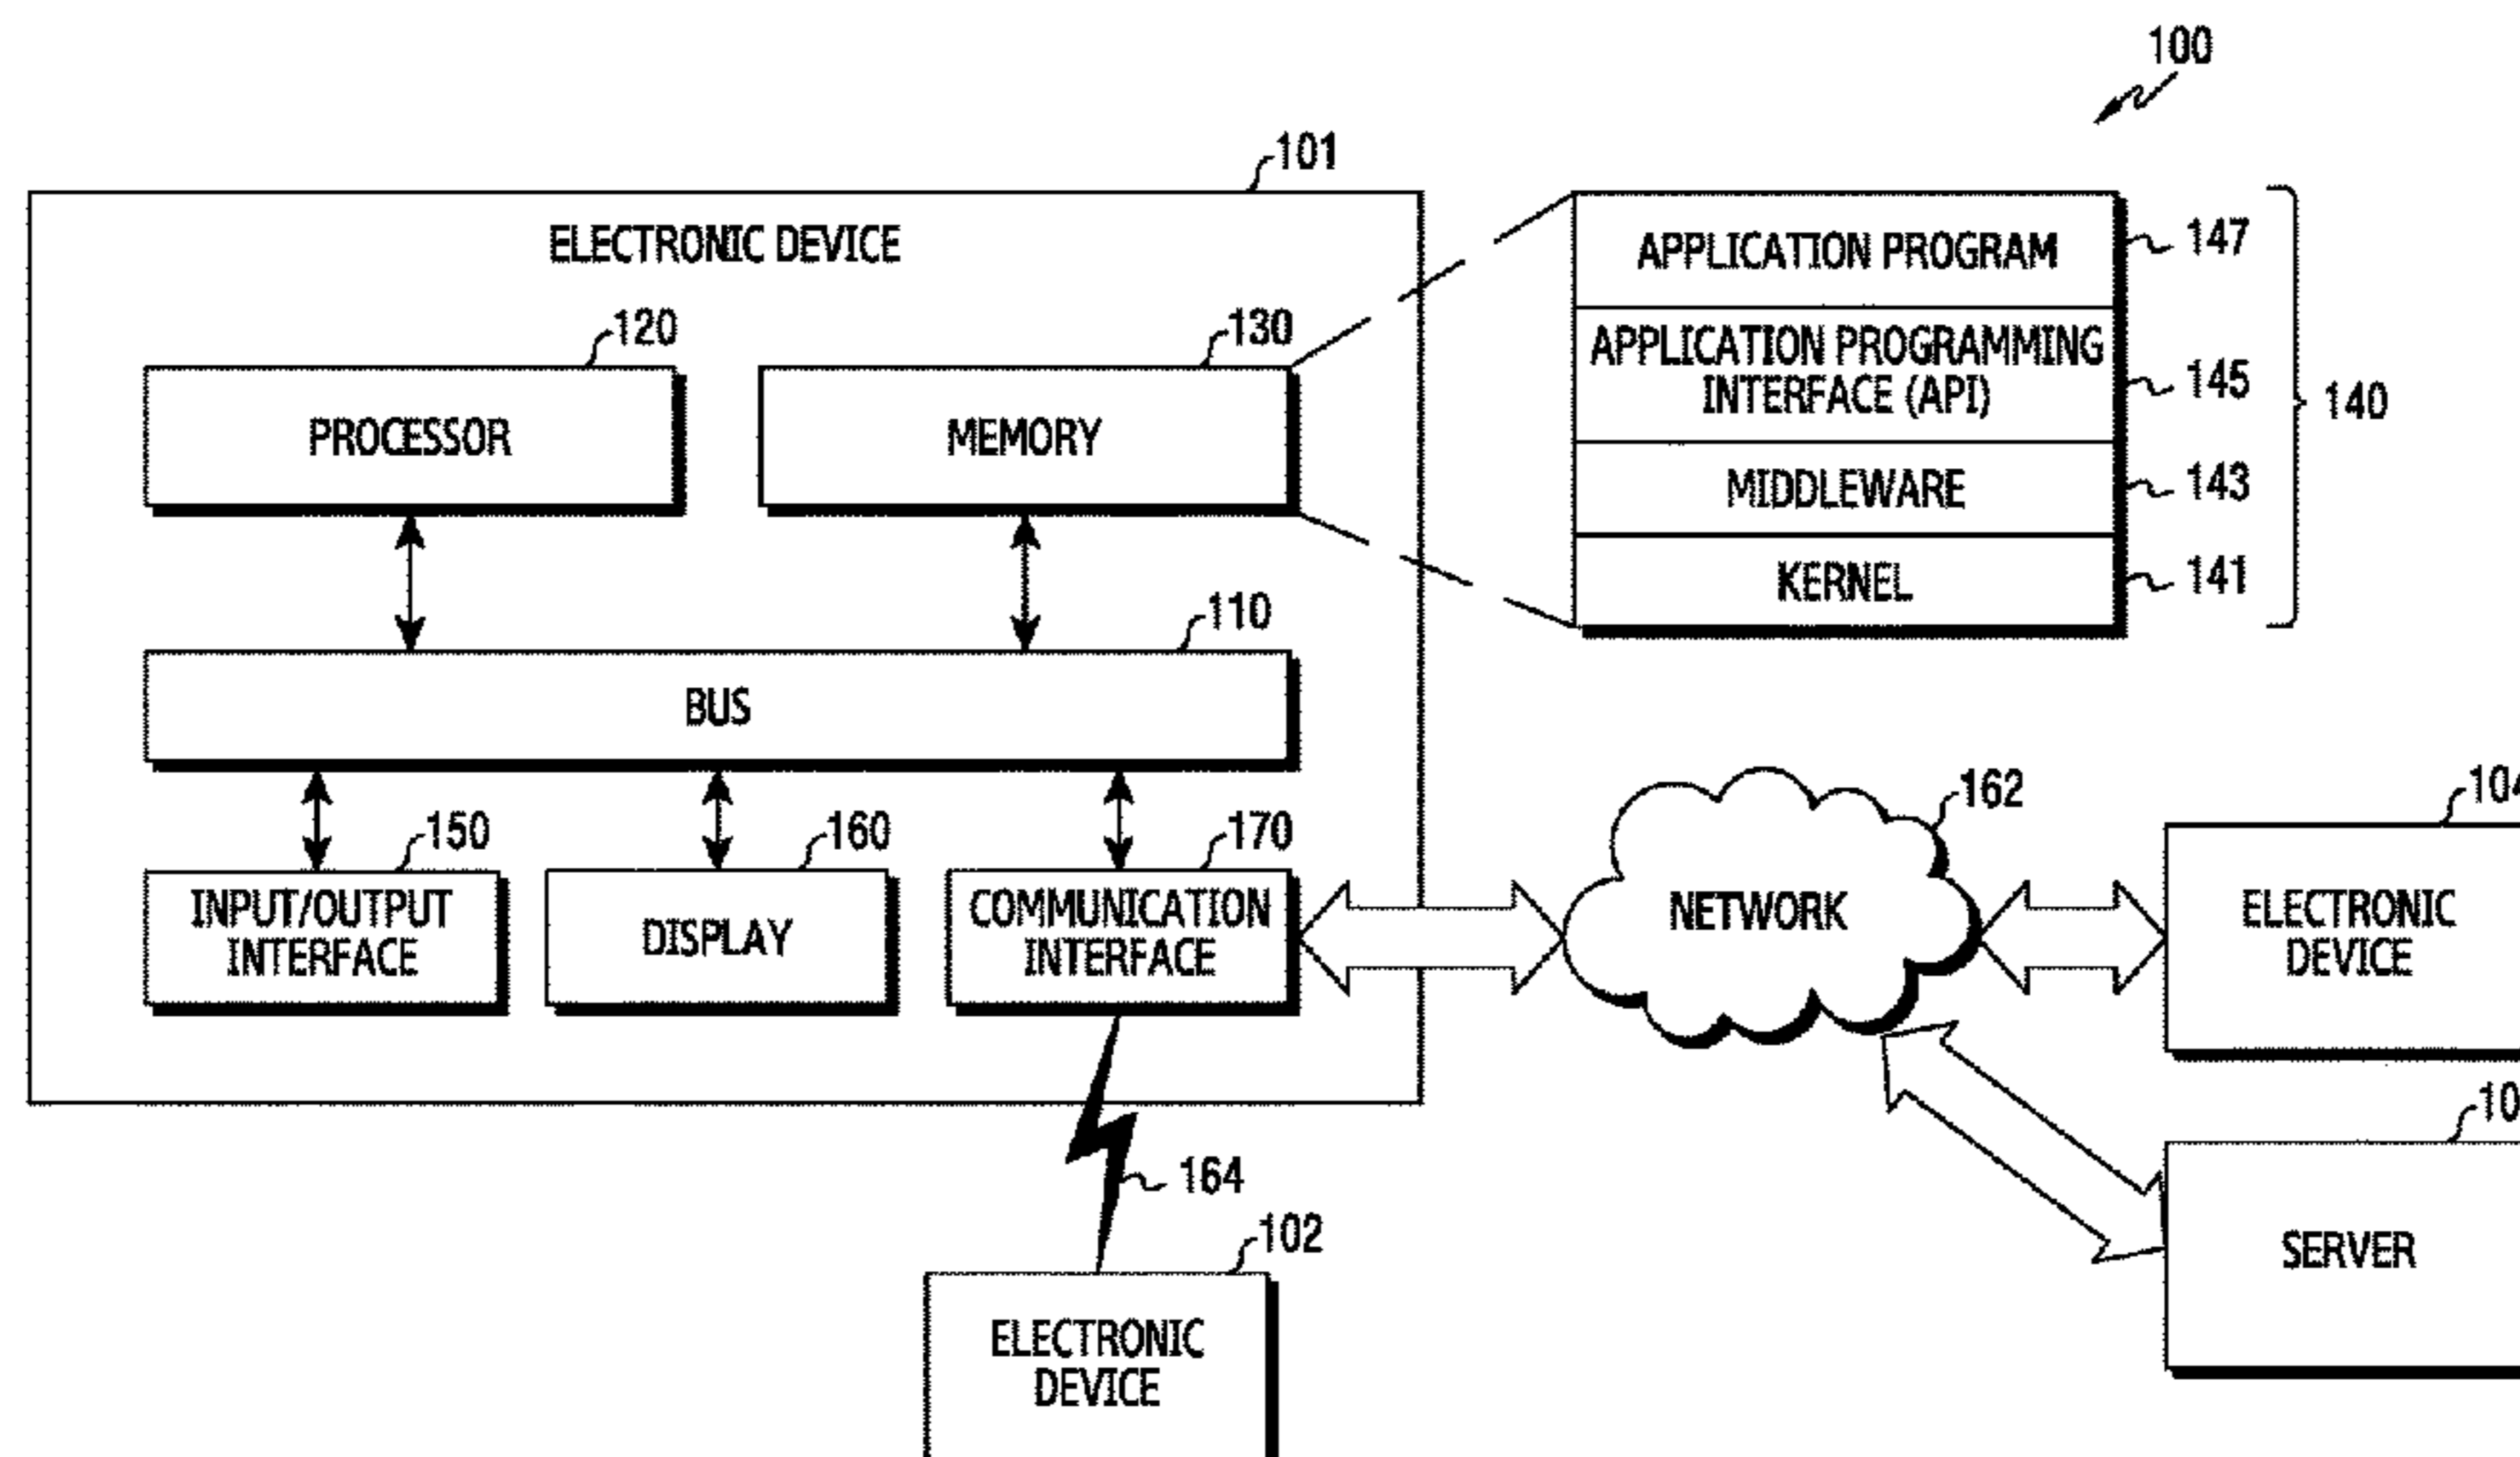 100
101
ELECTRONIC DEVICE
120
PROCESSOR
130
MEMORY
110
BUS
150
INPUT/OUTPUT
INTERFACE
160
DISPLAY
170
COMMUNICATION
INTERFACE
APPLICATION PROGRAM
147
APPLICATION PROGRAMMING
INTERFACE (API)
145
MIDDLEWARE
143
KERNEL
141
140
162
NETWORK
104
ELECTRONIC
DEVICE
SERVER
164
102
ELECTRONIC
DEVICE